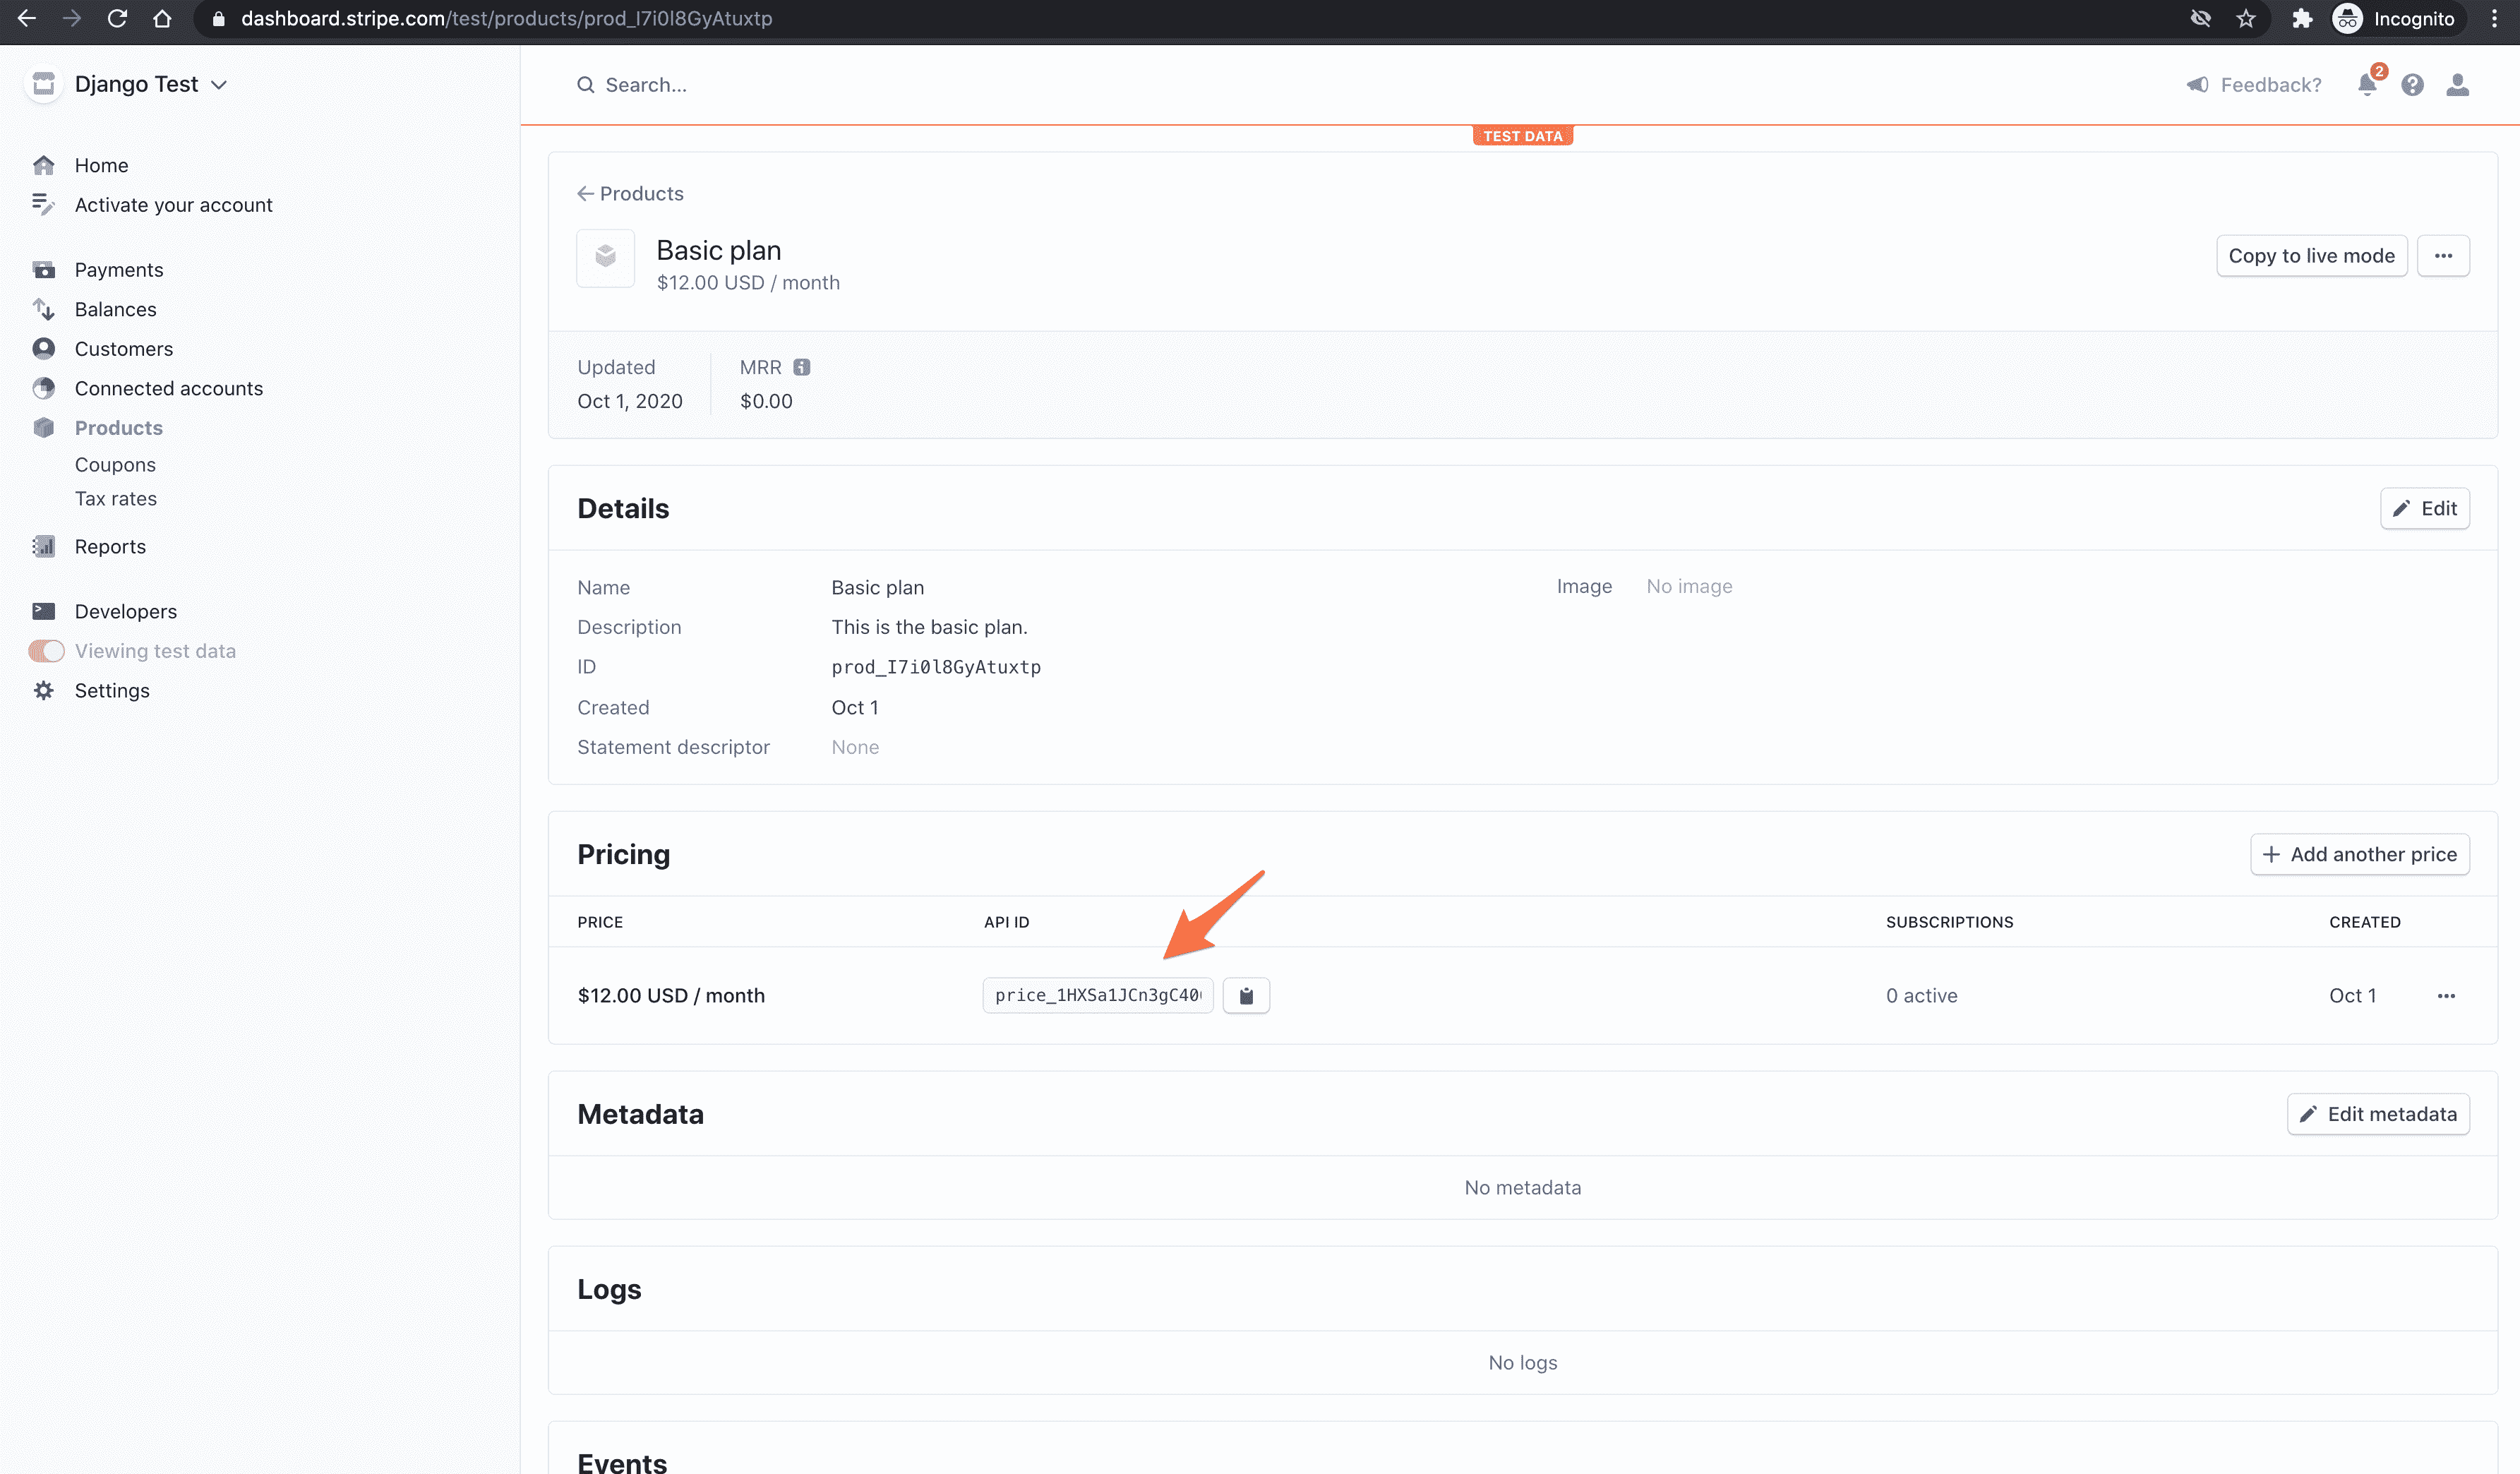 dashboard.stripe.com/test/products/prod_I7i0l8GyAtuxtp
Incognito
Django Test
Search...
Feedback?
2
TEST DATA
Home
Activate your account
Payments
Balances
Customers
Connected accounts
Products
Coupons
Tax rates
Reports
Developers
Viewing test data
Settings
Products
Basic plan
$12.00 USD / month
Copy to live mode
Updated
Oct 1, 2020
MRR
$0.00
Details
Edit
Name Basic plan
Image No image
Description This is the basic plan.
ID prod_I7i0l8GyAtuxtp
Created Oct 1
Statement descriptor None
Pricing
Add another price
PRICE API ID SUBSCRIPTIONS CREATED
$12.00 USD / month price_1HXSa1JCn3gC40 0 active Oct 1
Metadata
Edit metadata
No metadata
Logs
No logs
Events